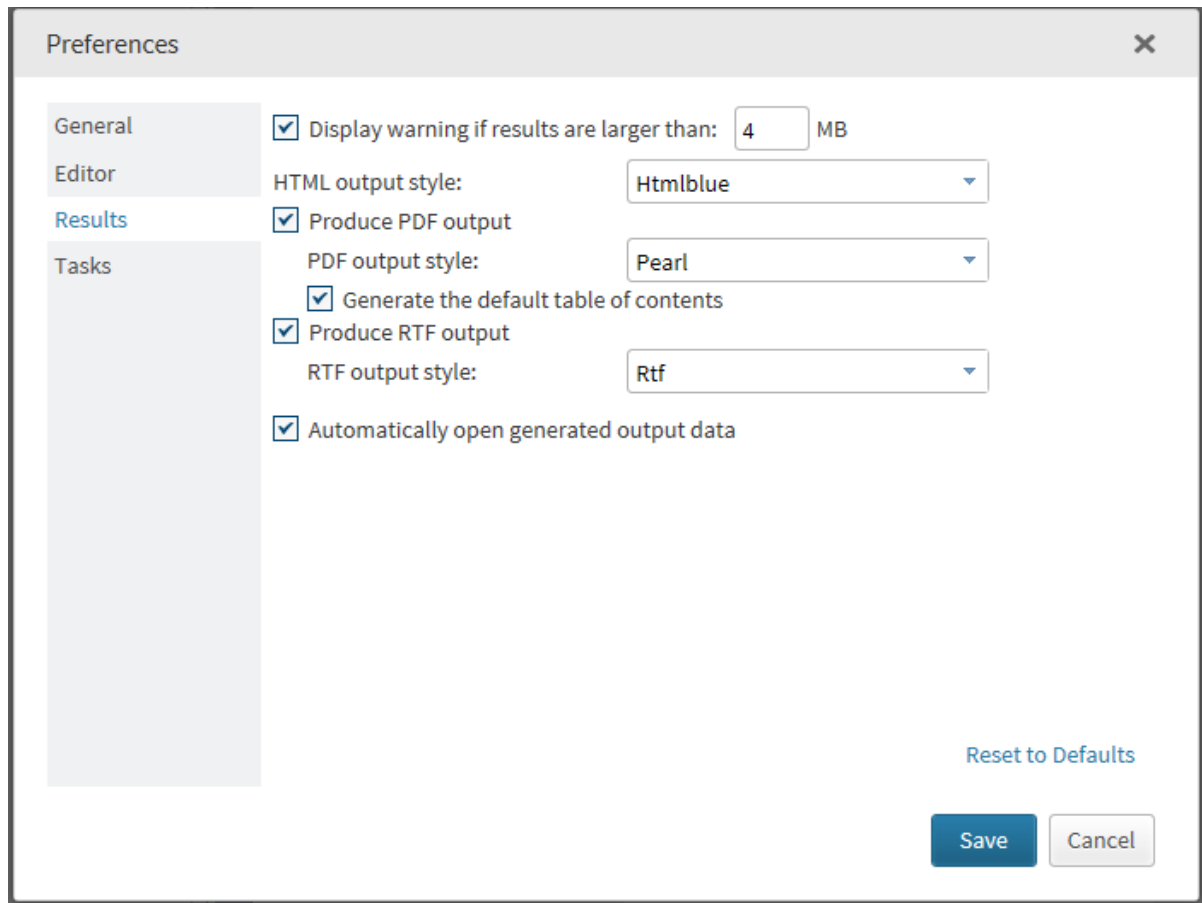 Preferences
General
Editor
Results
Tasks
Display warning if results are larger than: 4 MB
HTML output style: Htmlblue
Produce PDF output
PDF output style: Pearl
Generate the default table of contents
Produce RTF output
RTF output style: Rtf
Automatically open generated output data
Reset to Defaults
Save Cancel